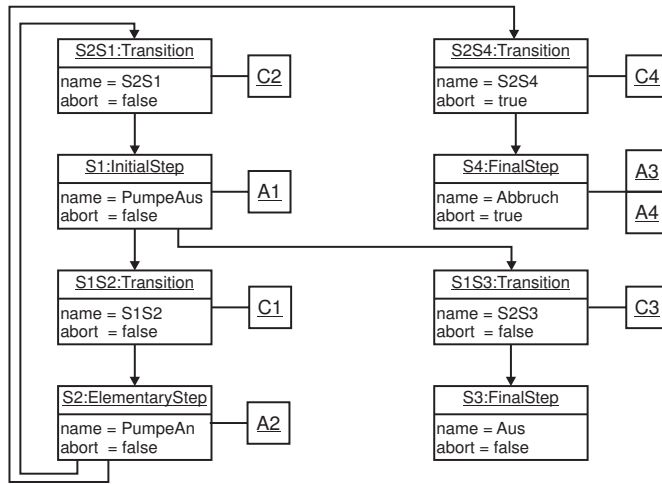 S2S1:Transition
name = S2S1
abort = false
C2
S2S4:Transition
name = S2S4
abort = true
C4
S1:InitialStep
name = PumpeAus
abort = false
A1
S4:FinalStep
name = Abbruch
abort = true
A3
A4
S1S2:Transition
name = S1S2
abort = false
C1
S1S3:Transition
name = S2S3
abort = false
C3
S2:ElementaryStep
name = PumpeAn
abort = false
A2
S3:FinalStep
name = Aus
abort = false